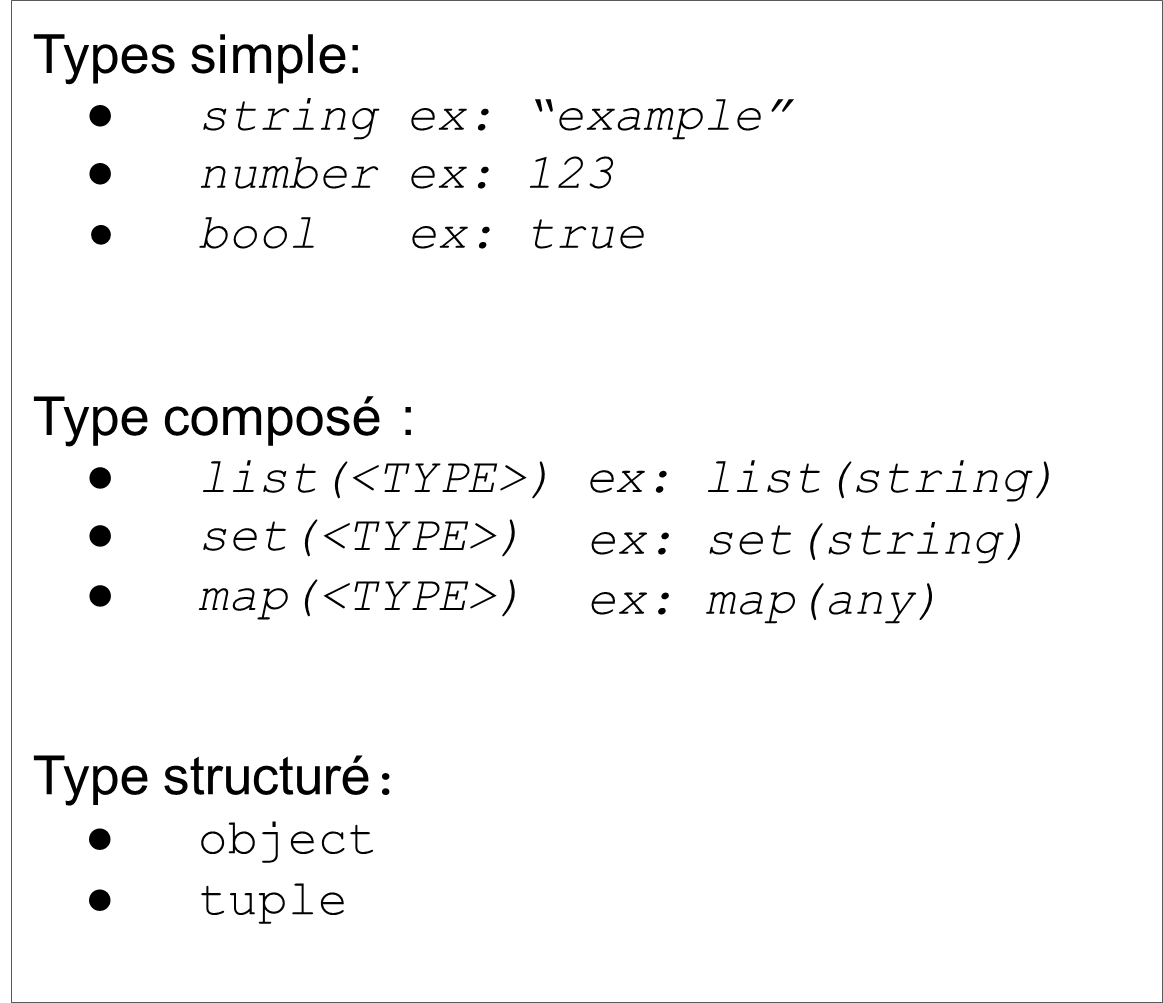 Types simple:
● string ex: “example”
● number ex: 123
● bool ex: true
Type composé :
● list(<TYPE>) ex: list(string)
● set(<TYPE>) ex: set(string)
● map(<TYPE>) ex: map(any)
Type structuré:
● object
● tuple